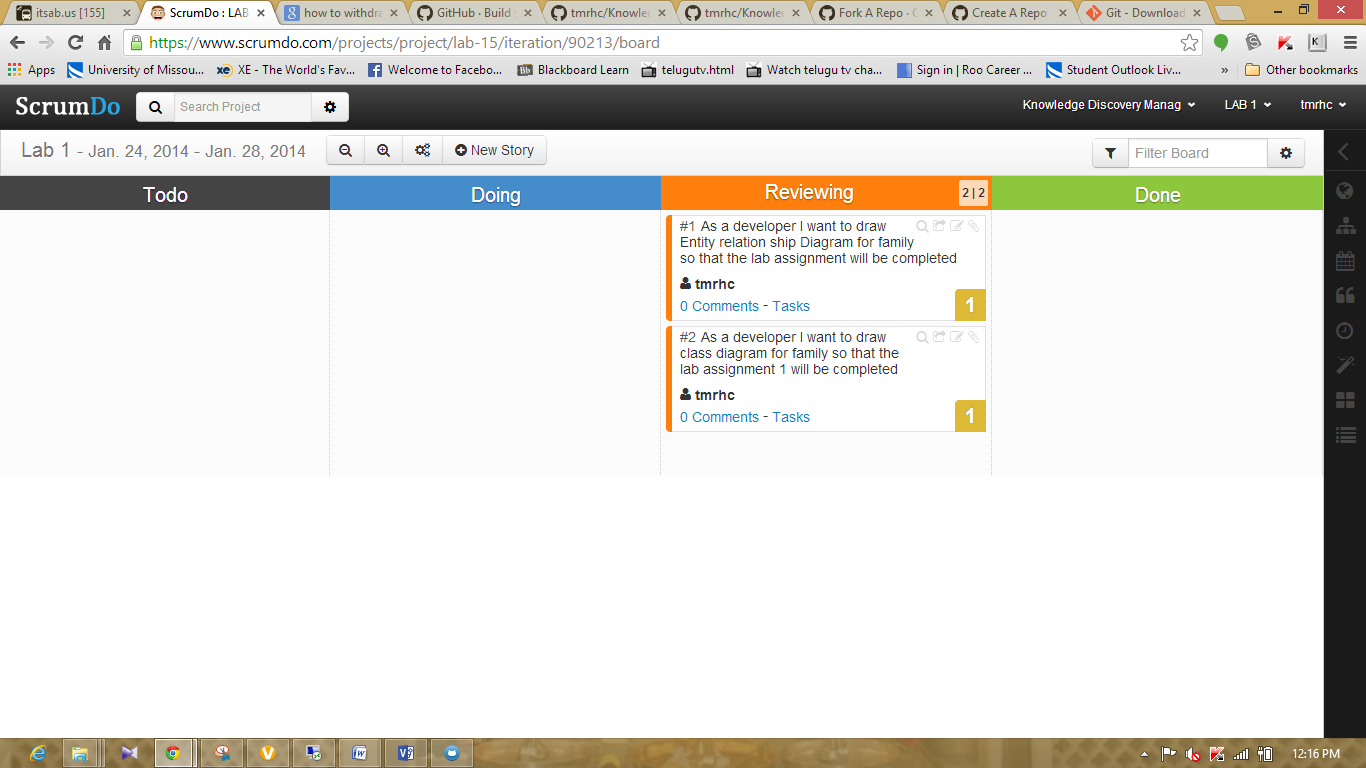 itsab.us [155]
ScrumDo : LAB
how to withdra
GitHub · Build s
tmrhc/Knowle
tmrhc/Knowle
Fork A Repo ·
Create A Repo
Git - Download
https://www.scrumdo.com/projects/project/lab-15/iteration/90213/board
Apps
University of Missou...
XE - The World's Fav...
Welcome to Facebo...
Bb
Blackboard Learn
telugutv.html
Watch telugu tv cha...
Sign in | Roo Career ...
Student Outlook Liv...
»
Other bookmarks
ScrumDo
Search Project
Knowledge Discovery Manag
LAB 1
tmrhc
Lab 1 - Jan. 24, 2014 - Jan. 28, 2014
New Story
Filter Board
Todo
Doing
Reviewing
2 | 2
Done
#1 As a developer I want to draw
Entity relation ship Diagram for family
so that the lab assignment will be completed
tmrhc
0 Comments - Tasks
1
#2 As a developer I want to draw
class diagram for family so that the
lab assignment 1 will be completed
tmrhc
0 Comments - Tasks
1
12:16 PM